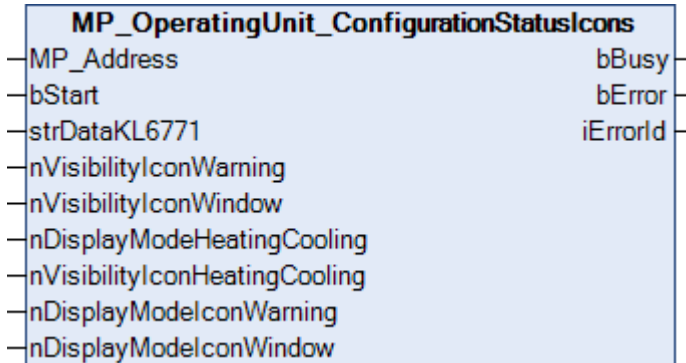 MP_OperatingUnit_ConfigurationStatusIcons
MP_Address bBusy
bStart bError
strDataKL6771 iErrorId
nVisibilityIconWarning
nVisibilityIconWindow
nDisplayModeHeatingCooling
nVisibilityIconHeatingCooling
nDisplayModeIconWarning
nDisplayModeIconWindow